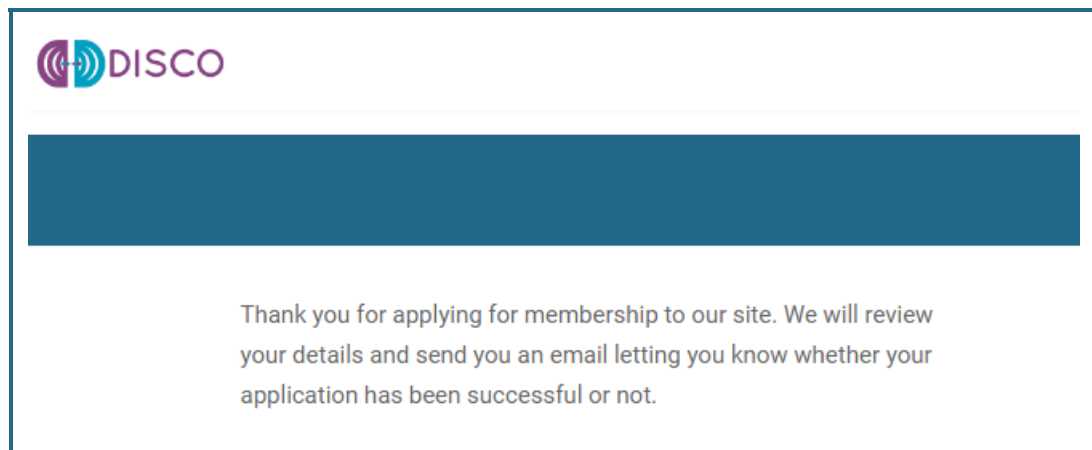 DISCO
Thank you for applying for membership to our site. We will review
your details and send you an email letting you know whether your
application has been successful or not.